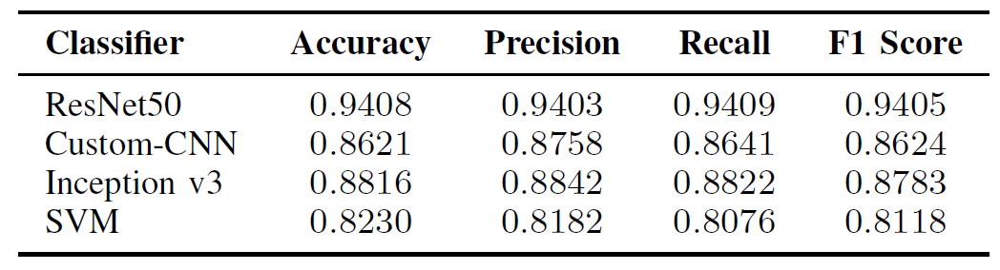 Classifier Accuracy Precision Recall F1 Score
ResNet50 0.9408 0.9403 0.9409 0.9405
Custom-CNN 0.8621 0.8758 0.8641 0.8624
Inception v3 0.8816 0.8842 0.8822 0.8783
SVM 0.8230 0.8182 0.8076 0.8118